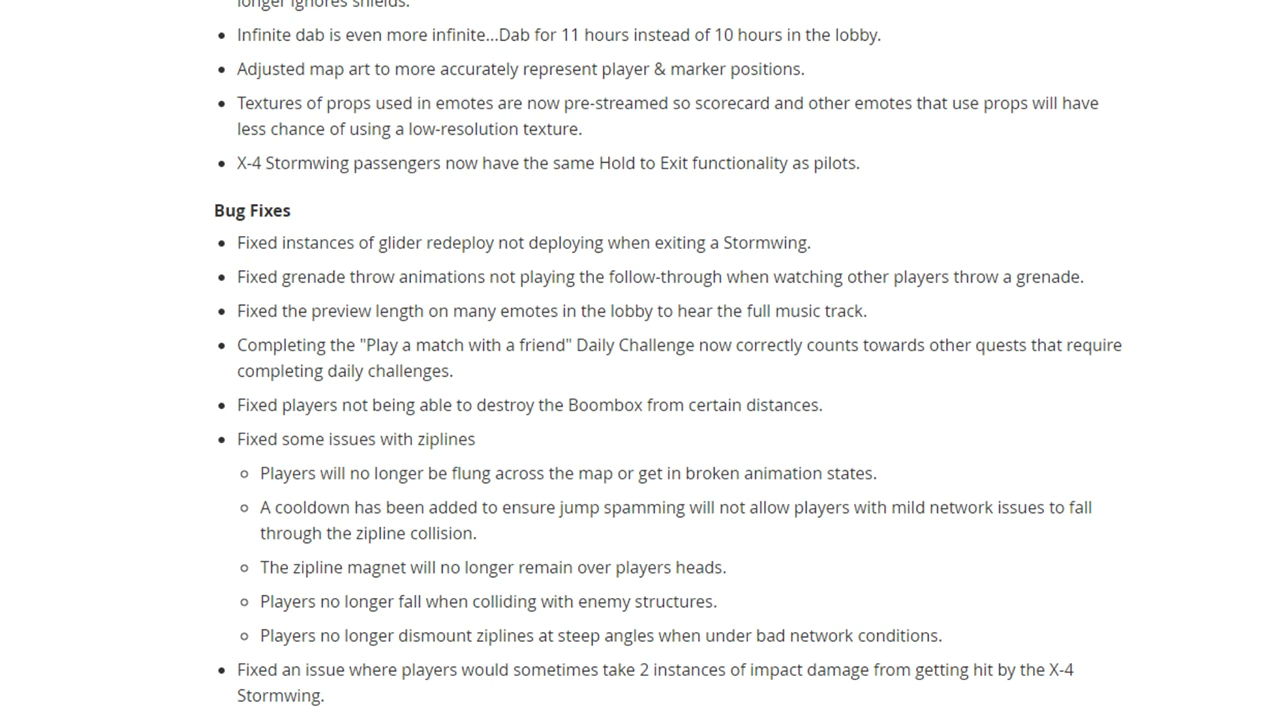 longer ignores shields.
• Infinite dab is even more infinite...Dab for 11 hours instead of 10 hours in the lobby.
• Adjusted map art to more accurately represent player & marker positions.
• Textures of props used in emotes are now pre-streamed so scorecard and other emotes that use props will have
less chance of using a low-resolution texture.
• X-4 Stormwing passengers now have the same Hold to Exit functionality as pilots.
Bug Fixes
• Fixed instances of glider redeploy not deploying when exiting a Stormwing.
• Fixed grenade throw animations not playing the follow-through when watching other players throw a grenade.
• Fixed the preview length on many emotes in the lobby to hear the full music track.
• Completing the "Play a match with a friend" Daily Challenge now correctly counts towards other quests that require
completing daily challenges.
• Fixed players not being able to destroy the Boombox from certain distances.
• Fixed some issues with ziplines
◦ Players will no longer be flung across the map or get in broken animation states.
◦ A cooldown has been added to ensure jump spamming will not allow players with mild network issues to fall
through the zipline collision.
◦ The zipline magnet will no longer remain over players heads.
◦ Players no longer fall when colliding with enemy structures.
◦ Players no longer dismount ziplines at steep angles when under bad network conditions.
• Fixed an issue where players would sometimes take 2 instances of impact damage from getting hit by the X-4
Stormwing.